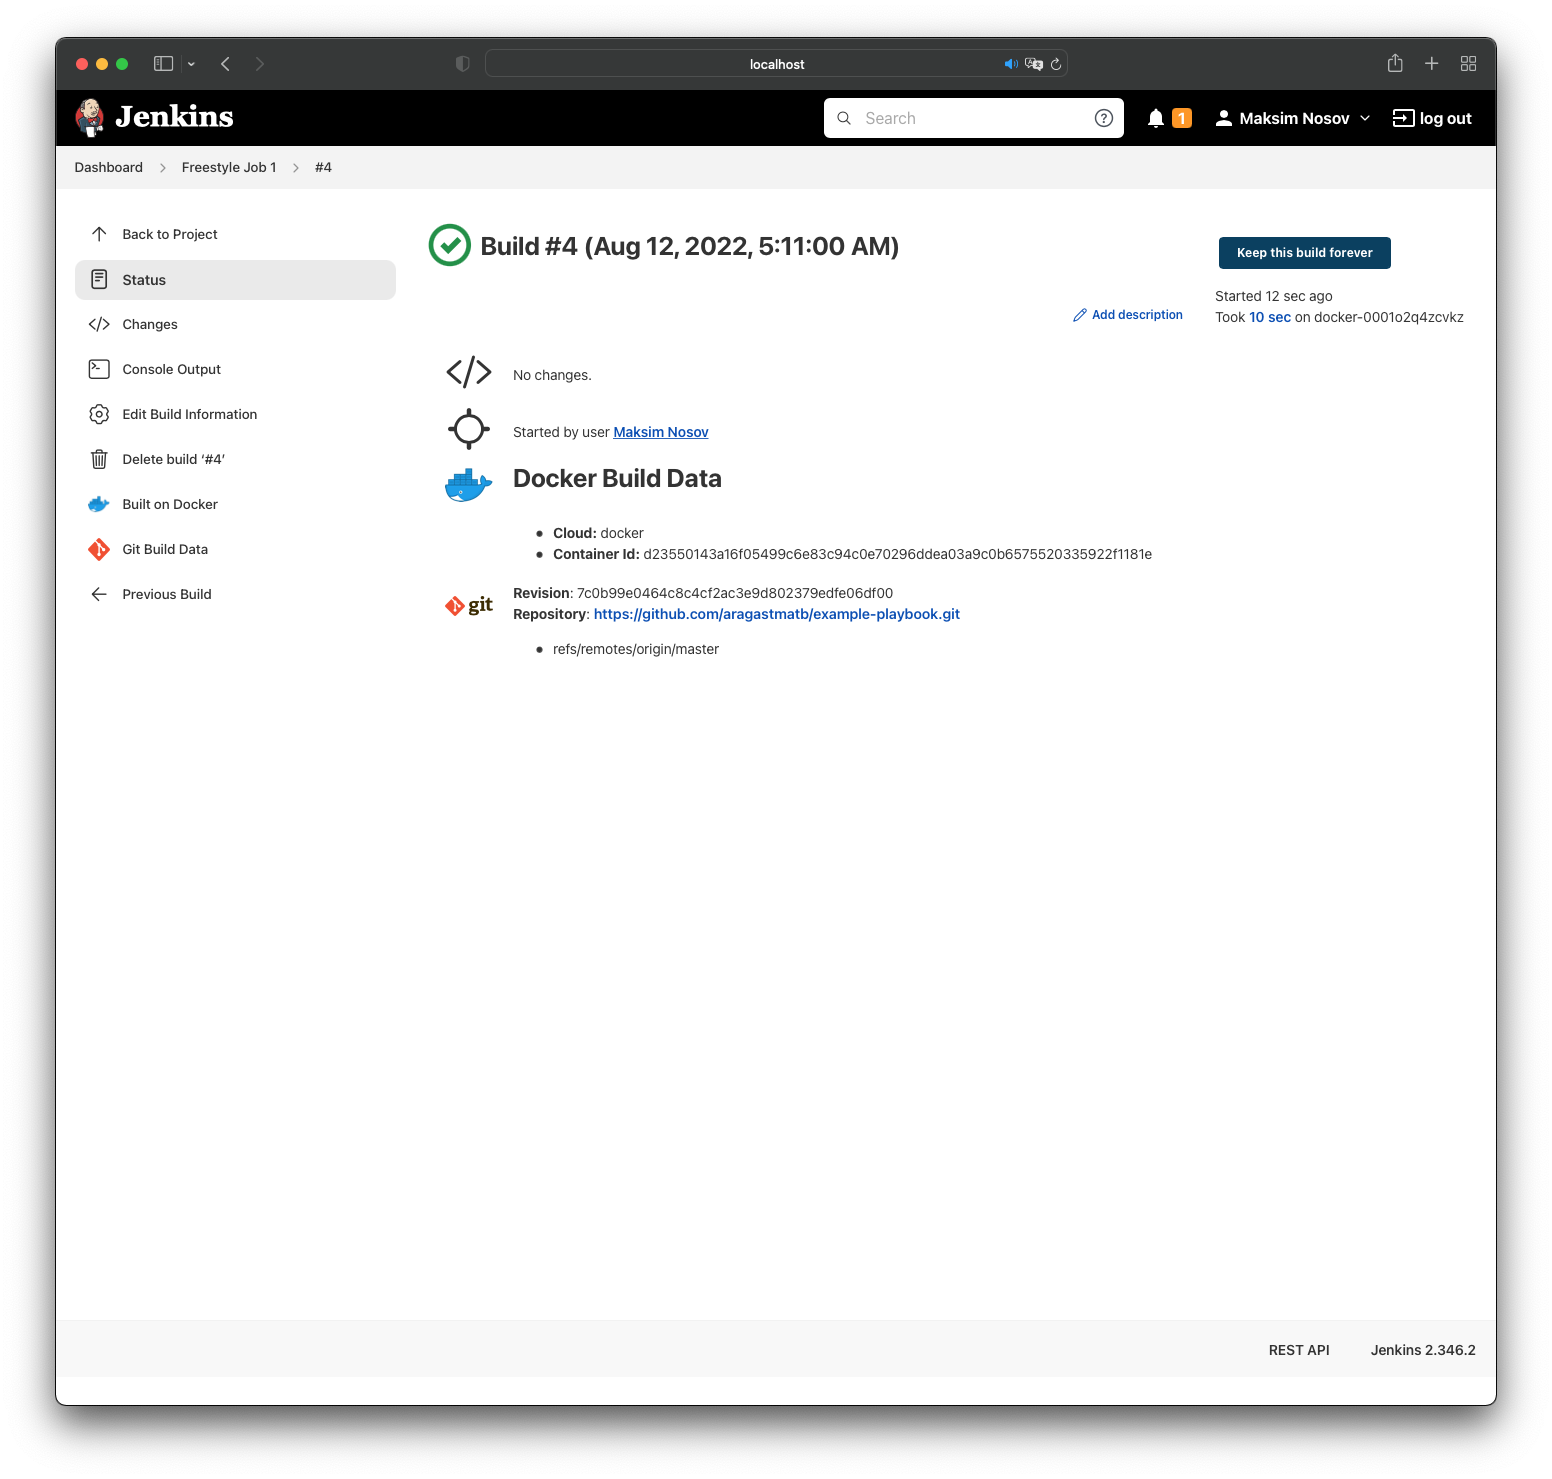 localhost
Jenkins
Search
1
Maksim Nosov
log out
Dashboard
Freestyle Job 1
#4
Back to Project
Status
Changes
Console Output
Edit Build Information
Delete build ‘#4’
Built on Docker
Git Build Data
Previous Build
Build #4 (Aug 12, 2022, 5:11:00 AM)
Keep this build forever
Started 12 sec ago
Took 10 sec on docker-0001o2q4zcvkz
Add description
No changes.
Started by user Maksim Nosov
Docker Build Data
Cloud: docker
Container Id: d23550143a16f05499c6e83c94c0e70296ddea03a9c0b6575520335922f1181e
git
Revision: 7c0b99e0464c8c4cf2ac3e9d802379edfe06df00
Repository: https://github.com/aragastmatb/example-playbook.git
refs/remotes/origin/master
REST API
Jenkins 2.346.2